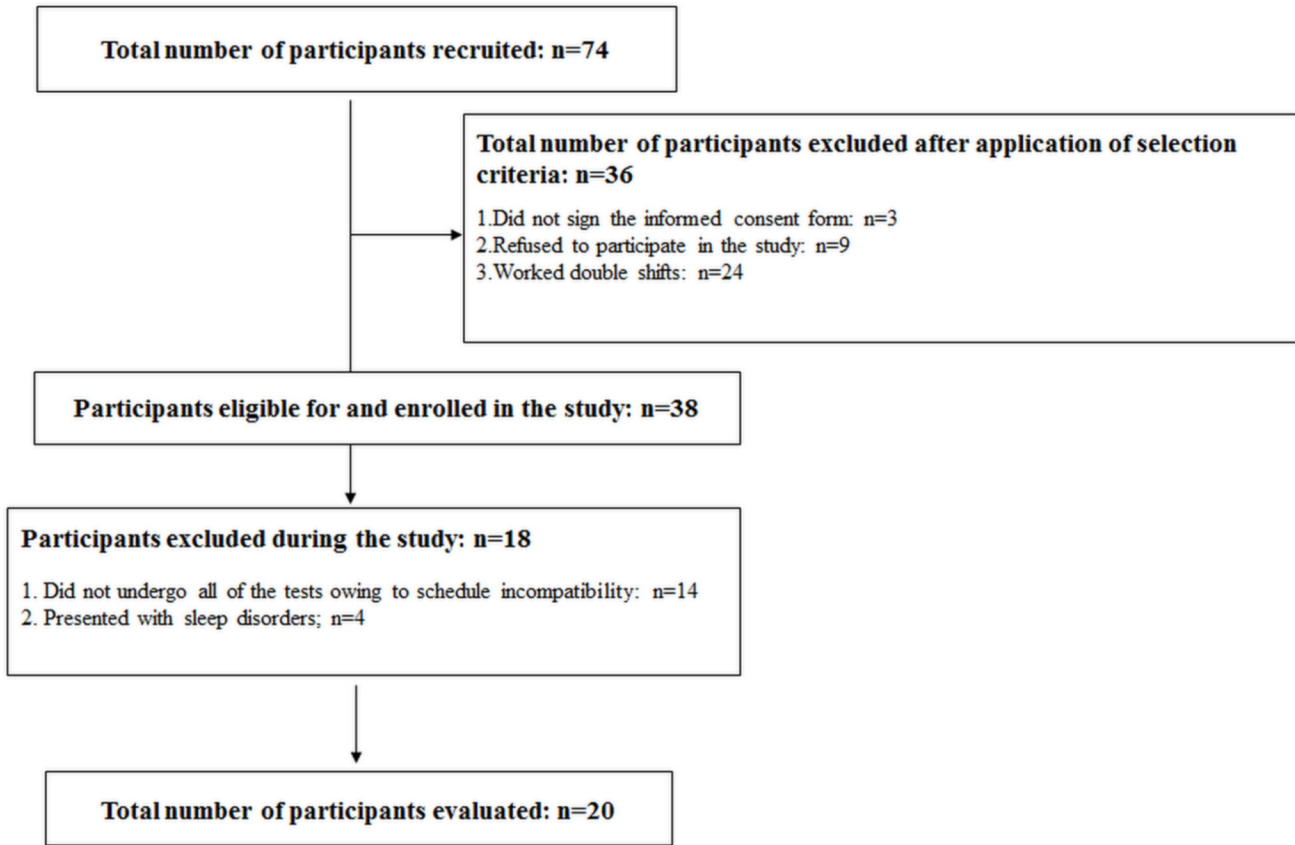 Total number of participants recruited: n=74
Total number of participants excluded after application of selection
criteria: n=36
1.Did not sign the informed consent form: n=3
2.Refused to participate in the study: n=9
3.Worked double shifts: n=24
Participants eligible for and enrolled in the study: n=38
Participants excluded during the study: n=18
1. Did not undergo all of the tests owing to schedule incompatibility: n=14
2. Presented with sleep disorders; n=4
Total number of participants evaluated: n=20